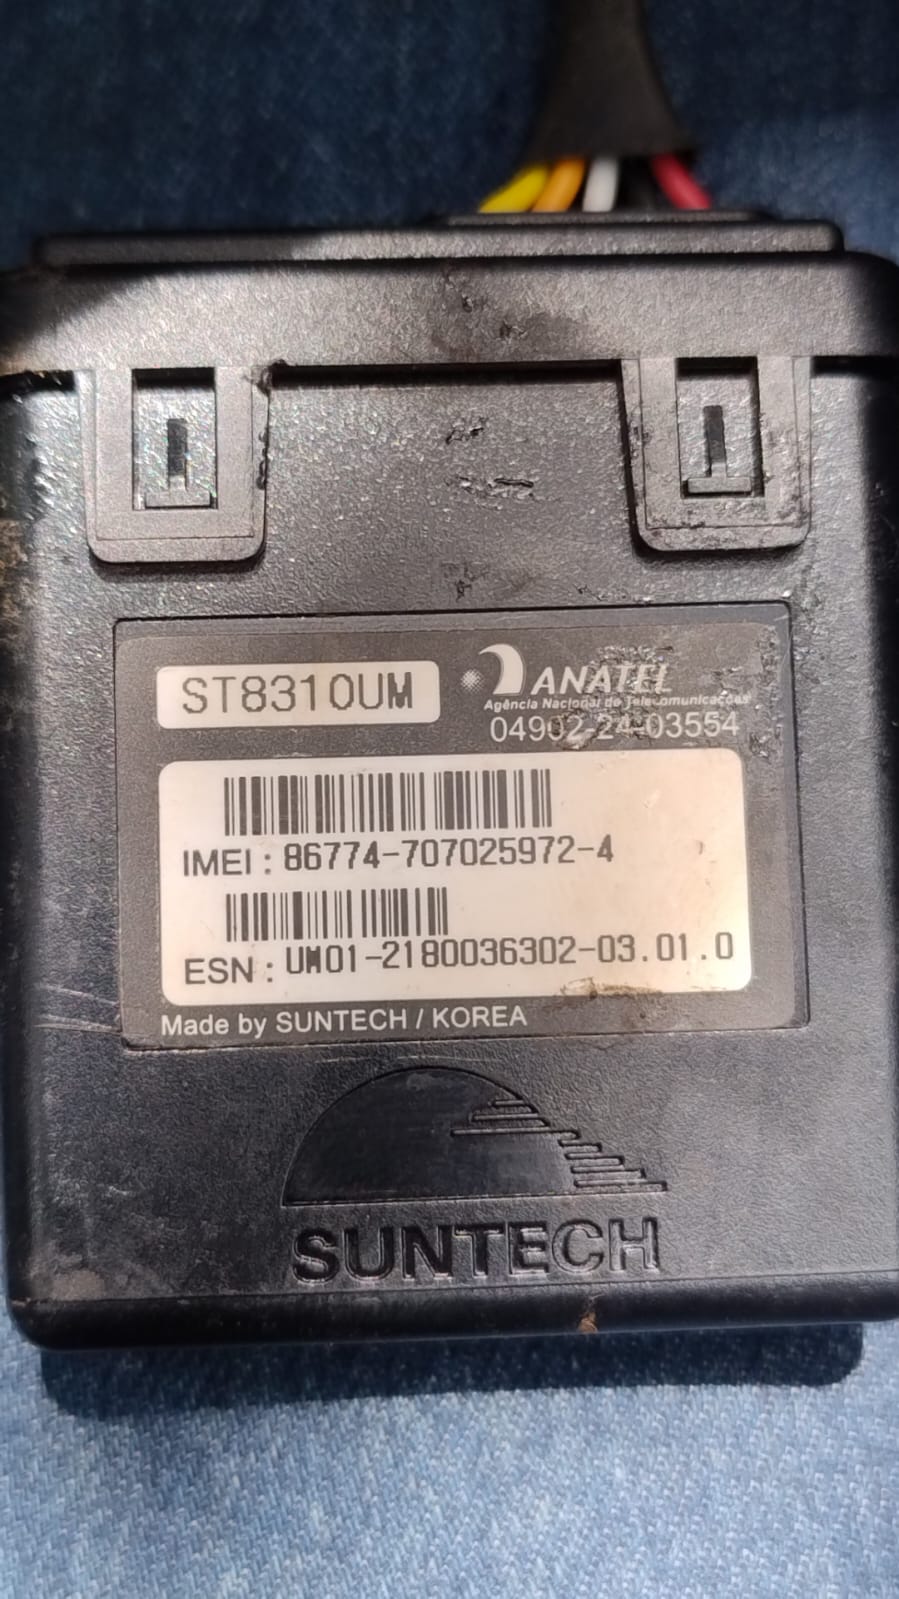 ST8310UM
ANATEL
Agência Nacional de Telecomunicações
04902-24-03554
IMEI : 86774-707025972-4
ESN : UM01-2180036302-03.01.0
Made by SUNTECH / KOREA
SUNTECH